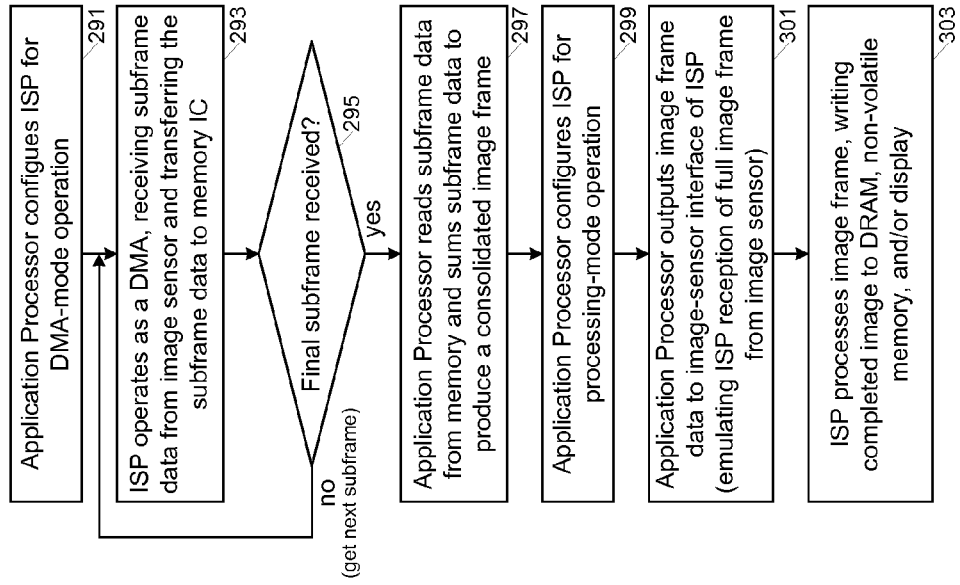 Application Processor configues ISP for
DMA-mode operation
291
ISP operates as a DMA, receiving subframe
data from image sensor and transferring the
subframe data to memory IC
293
Final subframe received?
295
no
(get next subframe)
yes
Application Processor reads subframe data
from memory and sums subframe data to
produce a consolidated image frame
297
Application Processor configures ISP for
processing-mode operation
299
Application Processor outputs image frame
data to image-sensor interface of ISP
(emulating ISP reception of full image frame
from image sensor)
301
ISP processes image frame, writing
completed image to DRAM, non-volatile
memory, and/or display
303